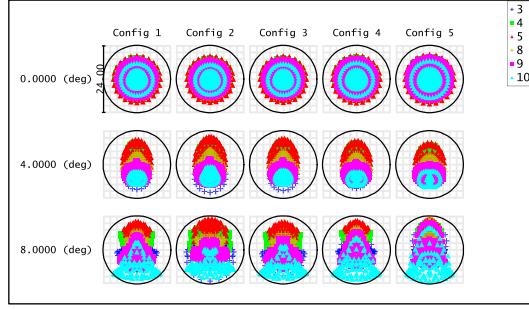 Config 1 Config 2 Config 3 Config 4 Config 5
3
4
5
8
9
10
0.0000 (deg)
24.00
4.0000 (deg)
8.0000 (deg)